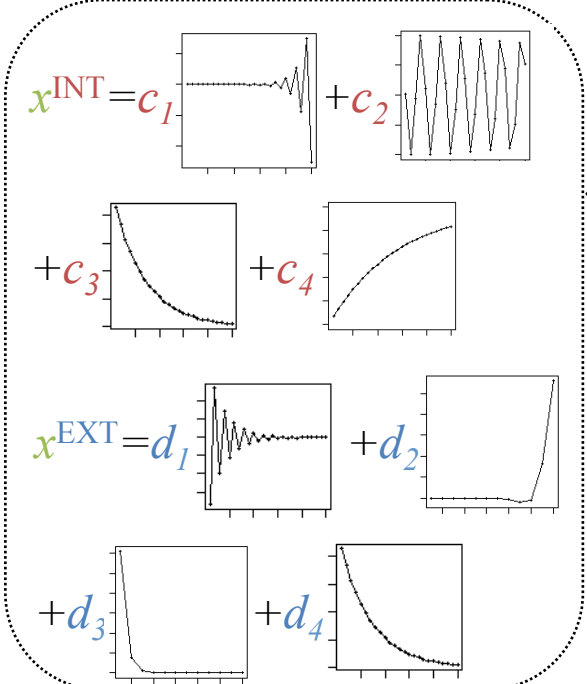 x^INT = c_1 + c_2
+ c_3 + c_4
x^EXT = d_1 + d_2
+ d_3 + d_4